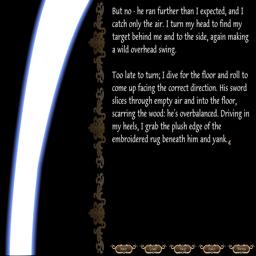 But no - he ran further than I expected, and I
catch only the air. I turn my head to find my
target behind me and to the side, again making
a wild overhead swing.
Too late to turn; I dive for the floor and roll to
come up facing the correct direction. His sword
slices through empty air and into the floor,
scarring the wood: he's overbalanced. Driving in
my heels, I grab the plush edge of the
embroidered rug beneath him and yank.